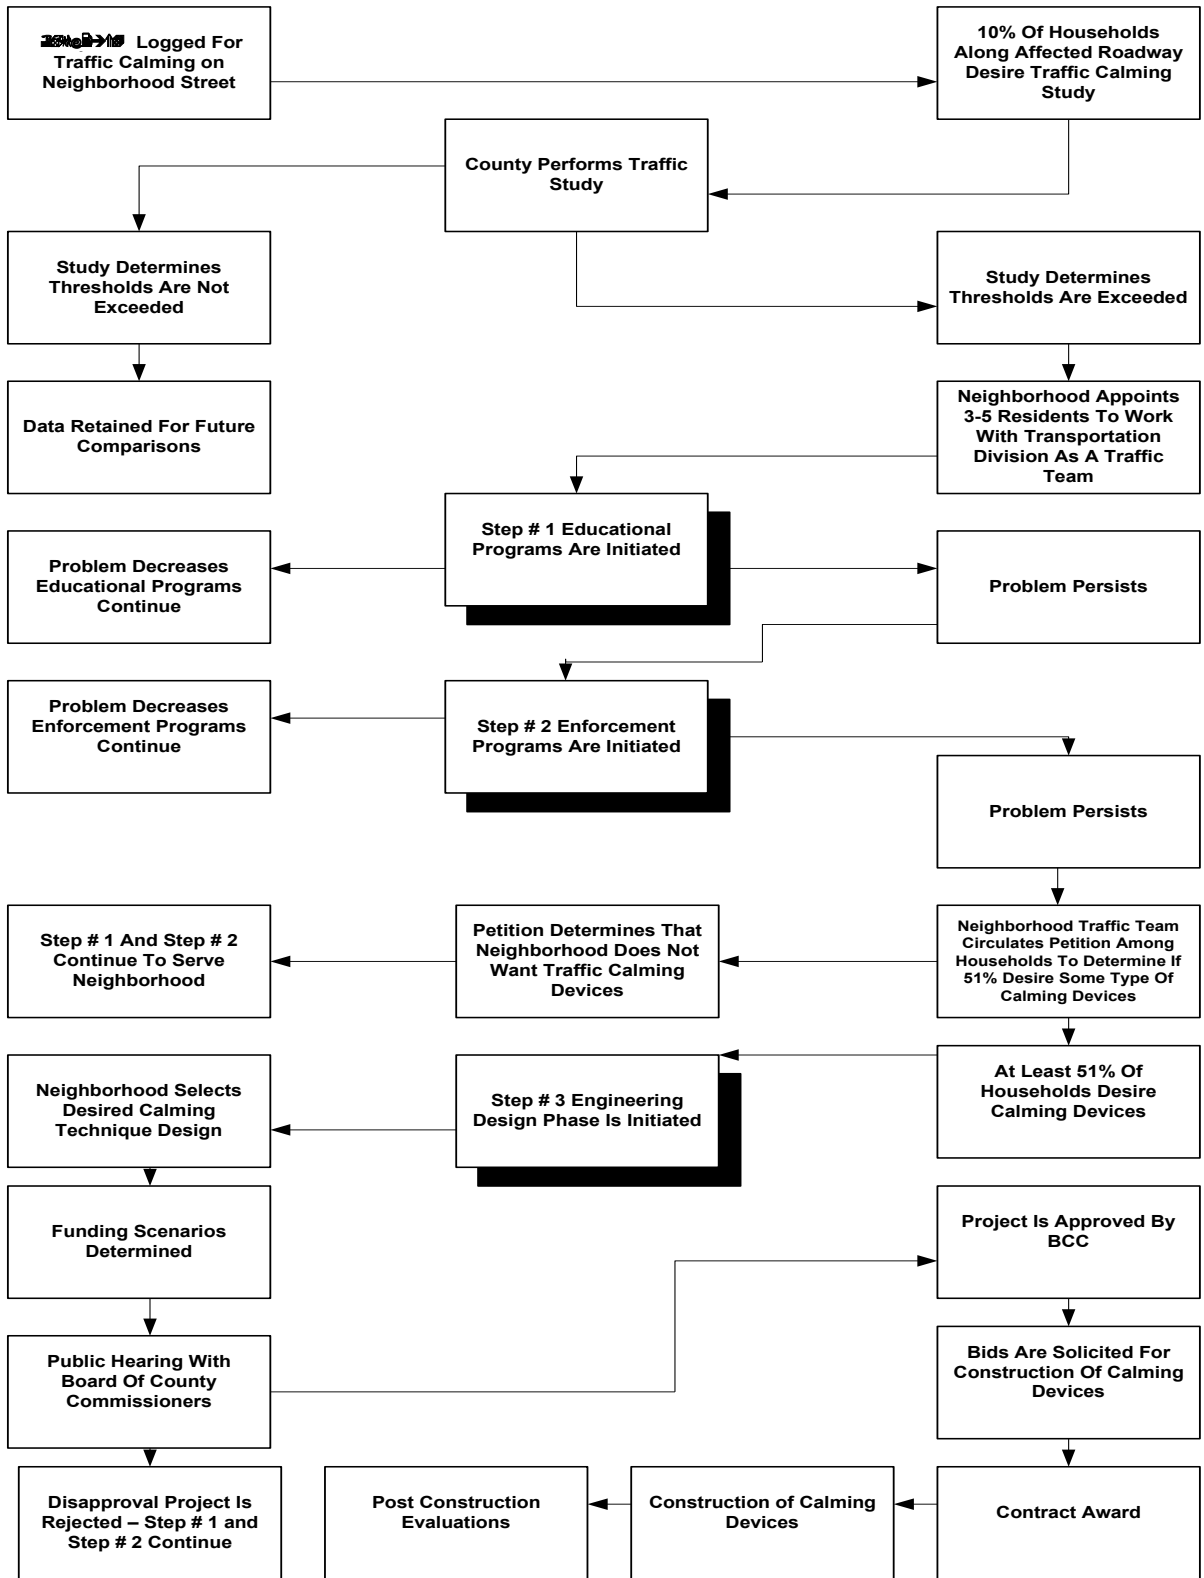 Logged For
Traffic Calming on
Neighborhood Street
10% Of Households
Along Affected Roadway
Desire Traffic Calming
Study
County Performs Traffic
Study
Study Determines
Thresholds Are Not
Exceeded
Study Determines
Thresholds Are Exceeded
Data Retained For Future
Comparisons
Neighborhood Appoints
3-5 Residents To Work
With Transportation
Division As A Traffic
Team
Step # 1 Educational
Programs Are Initiated
Problem Decreases
Educational Programs
Continue
Problem Persists
Problem Decreases
Enforcement Programs
Continue
Step # 2 Enforcement
Programs Are Initiated
Problem Persists
Step # 1 And Step # 2
Continue To Serve
Neighborhood
Petition Determines That
Neighborhood Does Not
Want Traffic Calming
Devices
Neighborhood Traffic Team
Circulates Petition Among
Households To Determine If
51% Desire Some Type Of
Calming Devices
Neighborhood Selects
Desired Calming
Technique Design
Step # 3 Engineering
Design Phase Is Initiated
At Least 51% Of
Households Desire
Calming Devices
Funding Scenarios
Determined
Project Is Approved By
BCC
Public Hearing With
Board Of County
Commissioners
Bids Are Solicited For
Construction Of Calming
Devices
Disapproval Project Is
Rejected – Step # 1 and
Step # 2 Continue
Post Construction
Evaluations
Construction of Calming
Devices
Contract Award